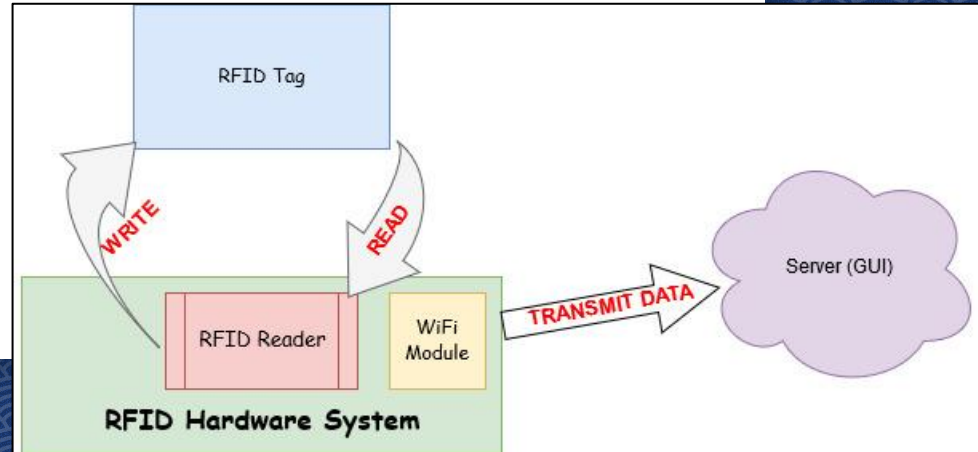 RFID Tag
WRITE
READ
RFID Reader
WiFi
Module
TRANSMIT DATA
Server (GUI)
RFID Hardware System